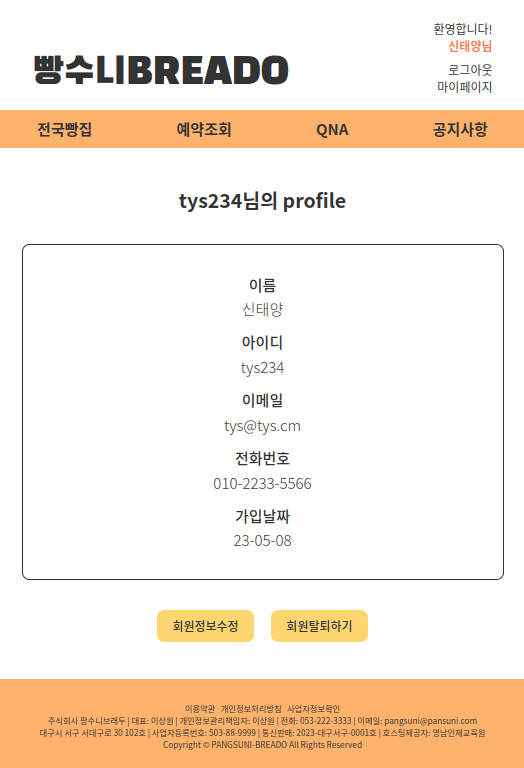 환영합니다!
신태양님
로그아웃
마이페이지
빵수니BREADO
전국빵집 예약조회 QNA 공지사항
tys234님의 profile
이름
신태양
아이디
tys234
이메일
tys@tys.cm
전화번호
010-2233-5566
가입날짜
23-05-08
회원정보수정 회원탈퇴하기
이용약관 개인정보처리방침 사업자정보확인
주식회사 팡수니브래두 | 대표: 이상원 | 개인정보관리책임자: 이상원 | 전화: 053-222-3333 | 이메일: pangsuni@pansuni.com
대구시 서구 서대구로 30 102호 | 사업자등록번호: 503-88-9999 | 통신판매: 2023-대구서구-0001호 | 호스팅제공자: 영남인재교육원
Copyright © PANGSUNI-BREADO All Rights Reserved